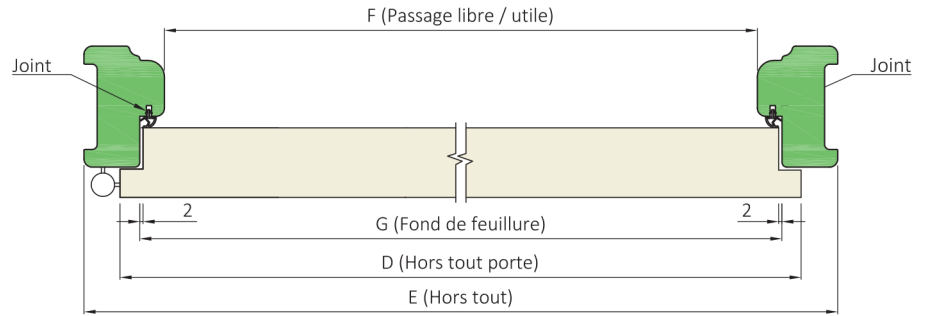 F (Passage libre / utile)
Joint
Joint
2
2
G (Fond de feuillure)
D (Hors tout porte)
E (Hors tout)